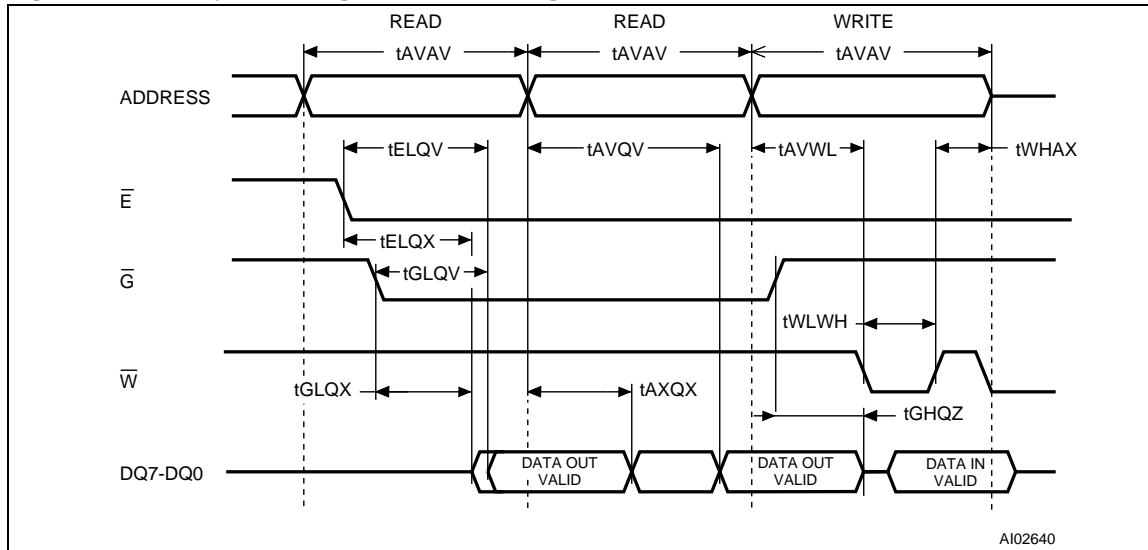 READ READ WRITE
tAVAV tAVAV tAVAV
ADDRESS
tELQV tAVQV tAVWL tWHAX
E
tELQX
G tGLQV
tWLWH
W
tGLQX tAXQX
tGHQZ
DQ7-DQ0
DATA OUT
VALID
DATA OUT
VALID
DATA IN
VALID
AI02640